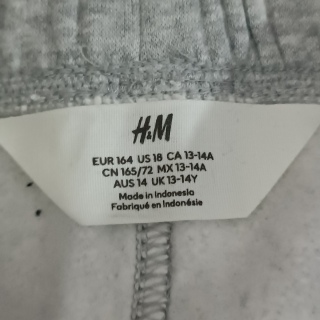 H&M
EUR 164 US 18 CA 13-14A
CN 165/72 MX 13-14A
AUS 14 UK 13-14Y
Made in Indonesia
Fabriqué en Indonésie